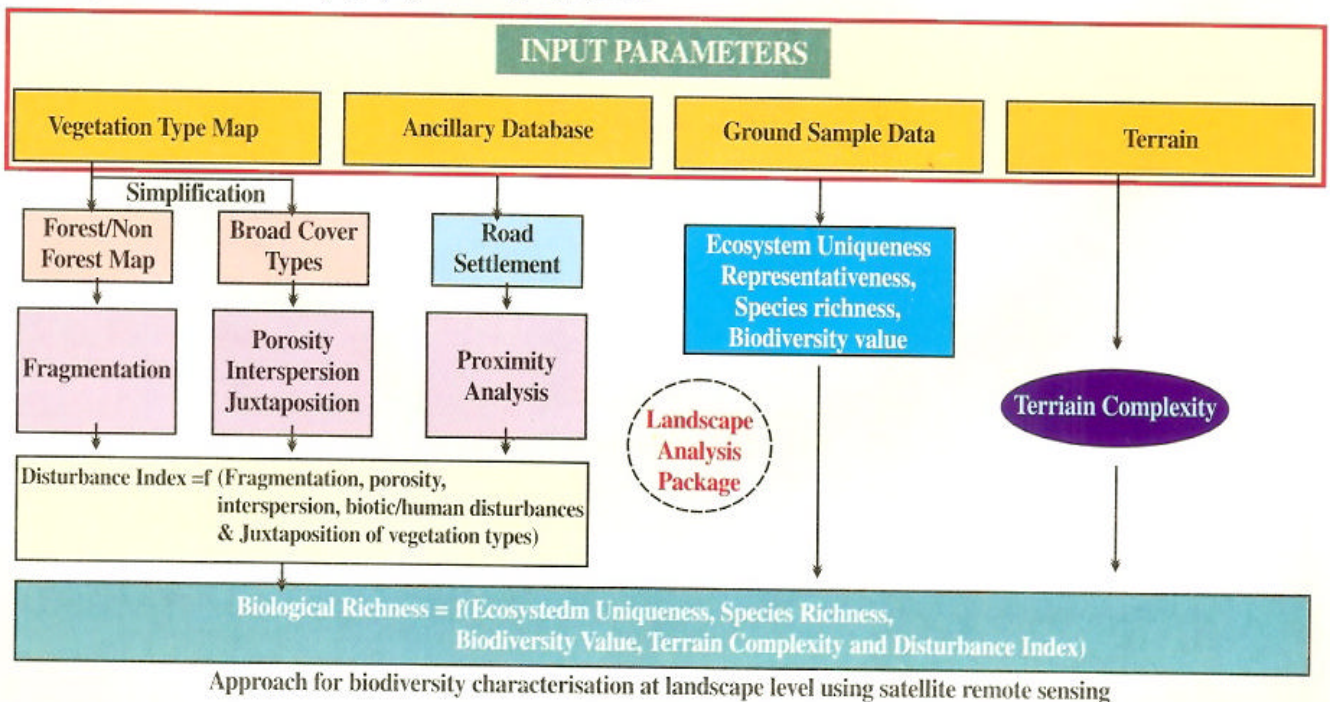 INPUT PARAMETERS
Vegetation Type Map
Ancillary Database
Ground Sample Data
Terrain
Simplification
Forest/Non
Forest Map
Broad Cover
Types
Road
Settlement
Ecosystem Uniqueness
Representativeness,
Species richness,
Biodiversity value
Fragmentation
Porosity
Interspersion
Juxtaposition
Proximity
Analysis
Landscape
Analysis
Package
Terriain Complexity
Disturbance Index =f (Fragmentation, porosity,
interspersion, biotic/human disturbances
& Juxtaposition of vegetation types)
Biological Richness = f(Ecosystedm Uniqueness, Species Richness,
Biodiversity Value, Terrain Complexity and Disturbance Index)
Approach for biodiversity characterisation at landscape level using satellite remote sensing